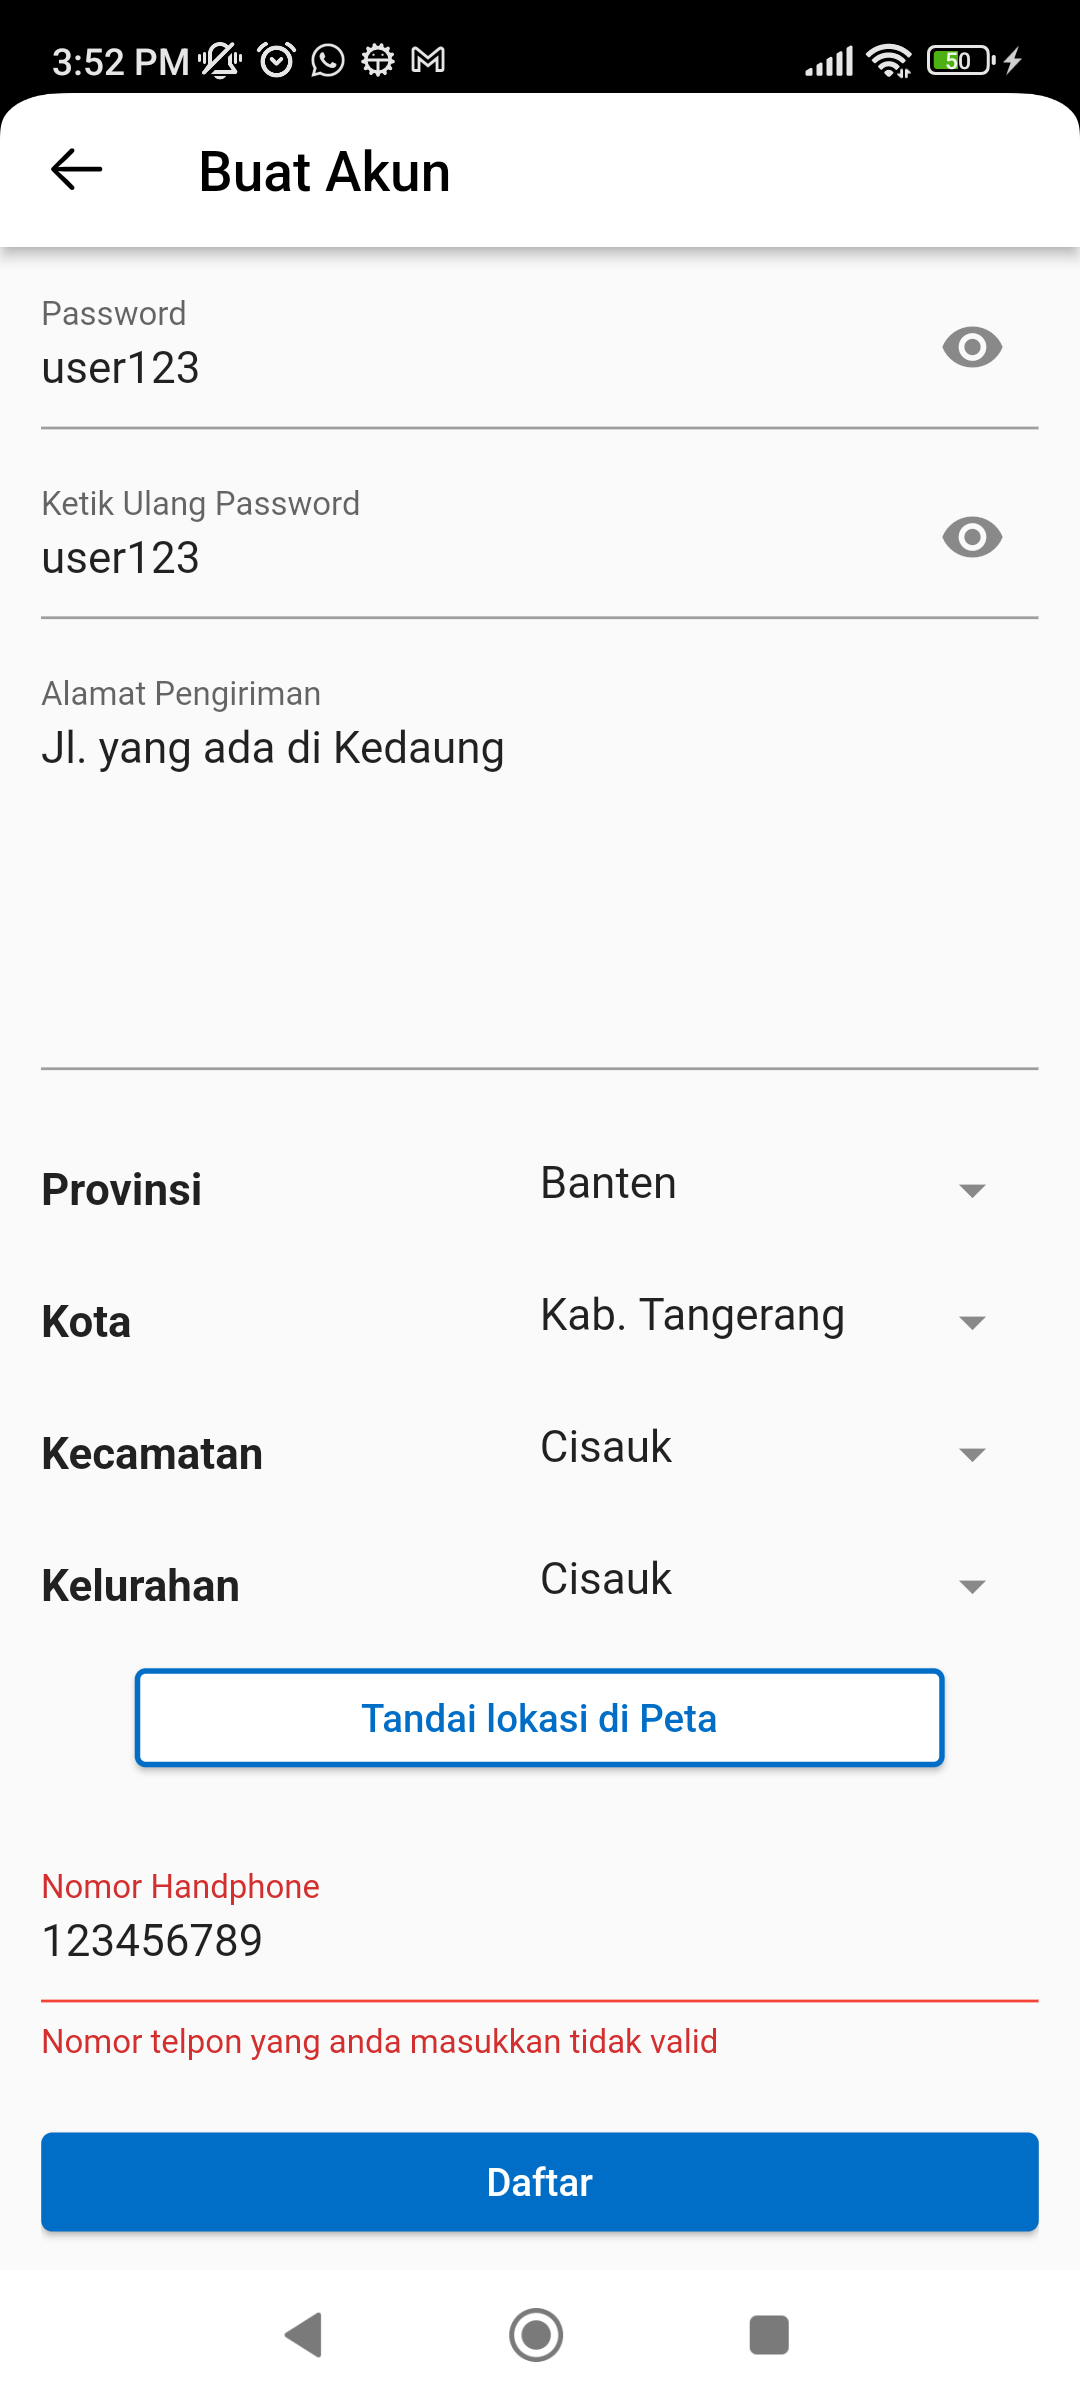 3:52 PM
50
Buat Akun
Password
user123
Ketik Ulang Password
user123
Alamat Pengiriman
Jl. yang ada di Kedaung
Provinsi Banten
Kota Kab. Tangerang
Kecamatan Cisauk
Kelurahan Cisauk
Tandai lokasi di Peta
Nomor Handphone
123456789
Nomor telpon yang anda masukkan tidak valid
Daftar